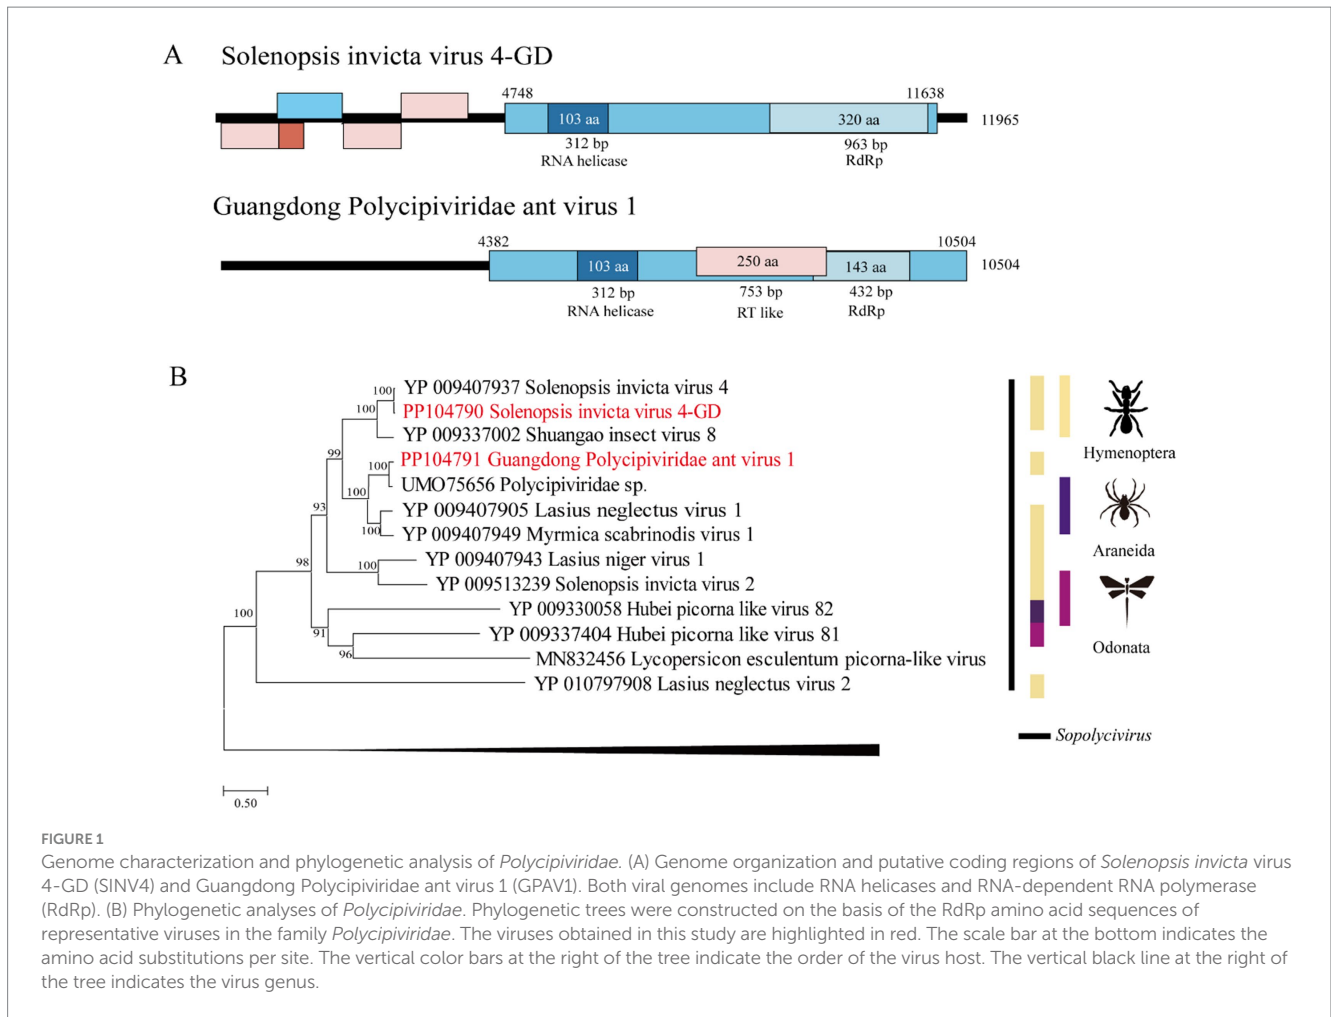 A
Solenopsis invicta virus 4-GD
4748
11638
103 aa
320 aa
11965
312 bp
963 bp
RNA helicase
RdRp
Guangdong Polycipiviridae ant virus 1
4382
10504
103 aa
250 aa
143 aa
10504
312 bp
753 bp
432 bp
RNA helicase
RT like
RdRp
B
100
YP 009407937 Solenopsis invicta virus 4
100
PP104790 Solenopsis invicta virus 4-GD
YP 009337002 Shuangao insect virus 8
99
100
PP104791 Guangdong Polycipiviridae ant virus 1
UMO75656 Polycipiviridae sp.
100
YP 009407905 Lasius neglectus virus 1
93
100
YP 009407949 Myrmica scabrinodis virus 1
98
YP 009407943 Lasius niger virus 1
100
YP 009513239 Solenopsis invicta virus 2
100
YP 009330058 Hubei picorna like virus 82
91
YP 009337404 Hubei picorna like virus 81
96
MN832456 Lycopersicon esculentum picorna-like virus
YP 010797908 Lasius neglectus virus 2
Hymenoptera
Araneida
Odonata
Sopolycivirus
0.50
FIGURE 1
Genome characterization and phylogenetic analysis of Polycipiviridae. (A) Genome organization and putative coding regions of Solenopsis invicta virus
4-GD (SINV4) and Guangdong Polycipiviridae ant virus 1 (GPAV1). Both viral genomes include RNA helicases and RNA-dependent RNA polymerase
(RdRp). (B) Phylogenetic analyses of Polycipiviridae. Phylogenetic trees were constructed on the basis of the RdRp amino acid sequences of
representative viruses in the family Polycipiviridae. The viruses obtained in this study are highlighted in red. The scale bar at the bottom indicates the
amino acid substitutions per site. The vertical color bars at the right of the tree indicate the order of the virus host. The vertical black line at the right of
the tree indicates the virus genus.